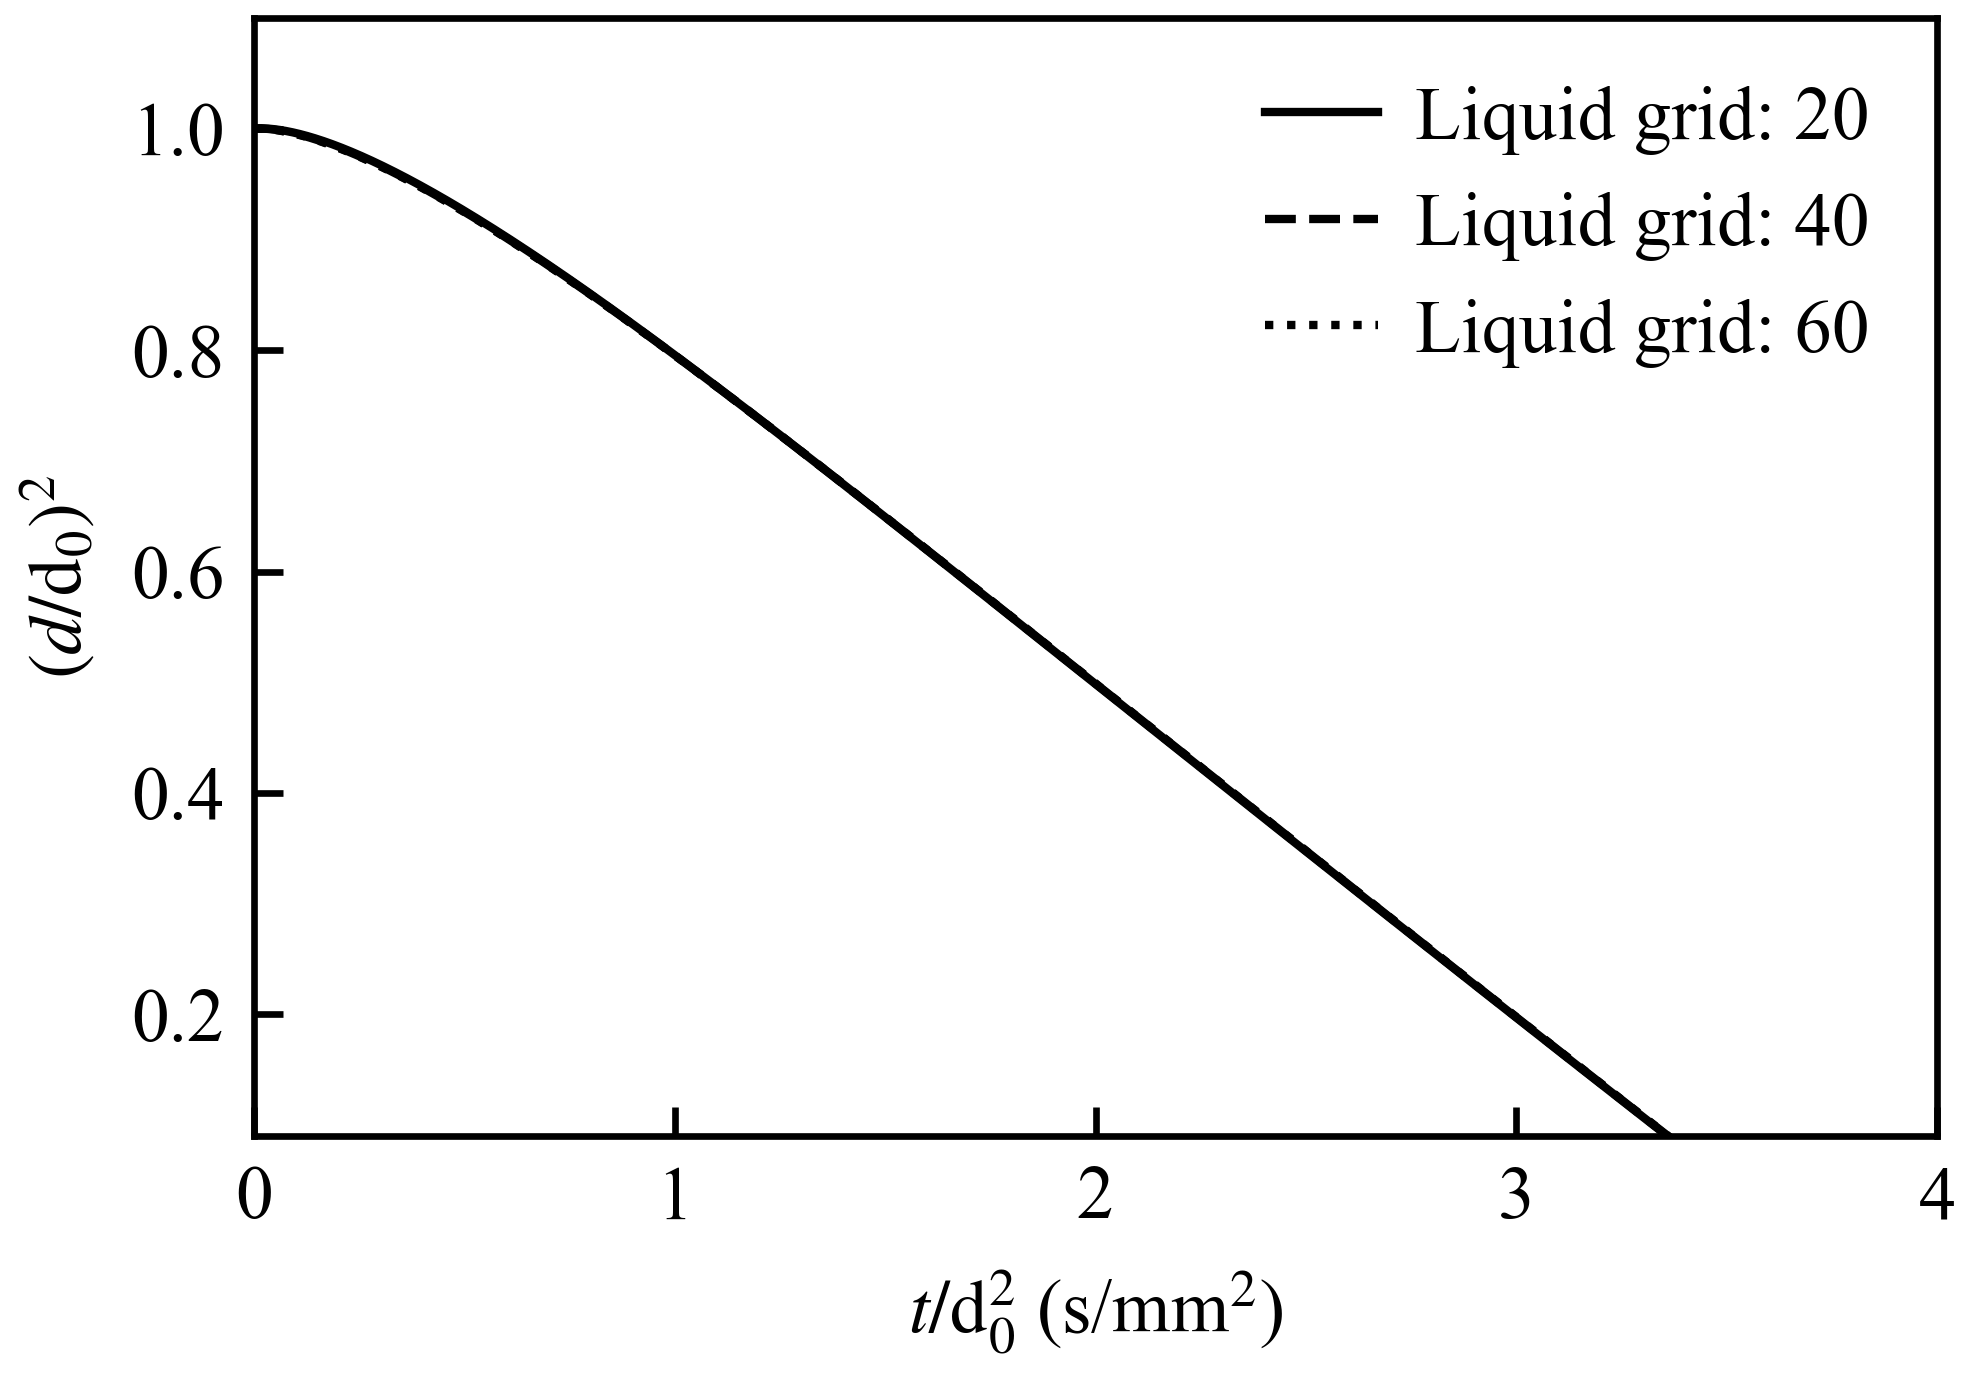 Liquid grid: 20
Liquid grid: 40
Liquid grid: 60
(d/d₀)²
1.0
0.8
0.6
0.4
0.2
0 1 2 3 4
t/d₀² (s/mm²)